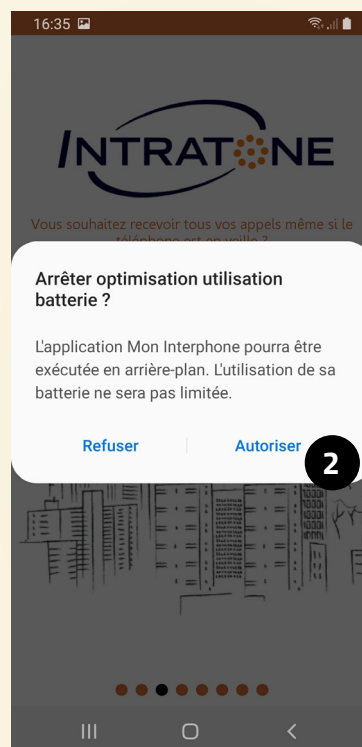 16:35
INTRATONE
Vous souhaitez recevoir tous vos appels même si le
téléphone est en veille ?
Arrêter optimisation utilisation
batterie ?
L'application Mon Interphone pourra être
exécutée en arrière-plan. L'utilisation de sa
batterie ne sera pas limitée.
Refuser
Autoriser
2